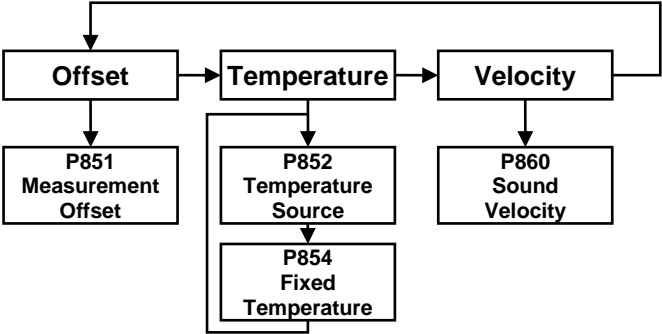 Offset
Temperature
Velocity
P851
Measurement
Offset
P852
Temperature
Source
P860
Sound
Velocity
P854
Fixed
Temperature